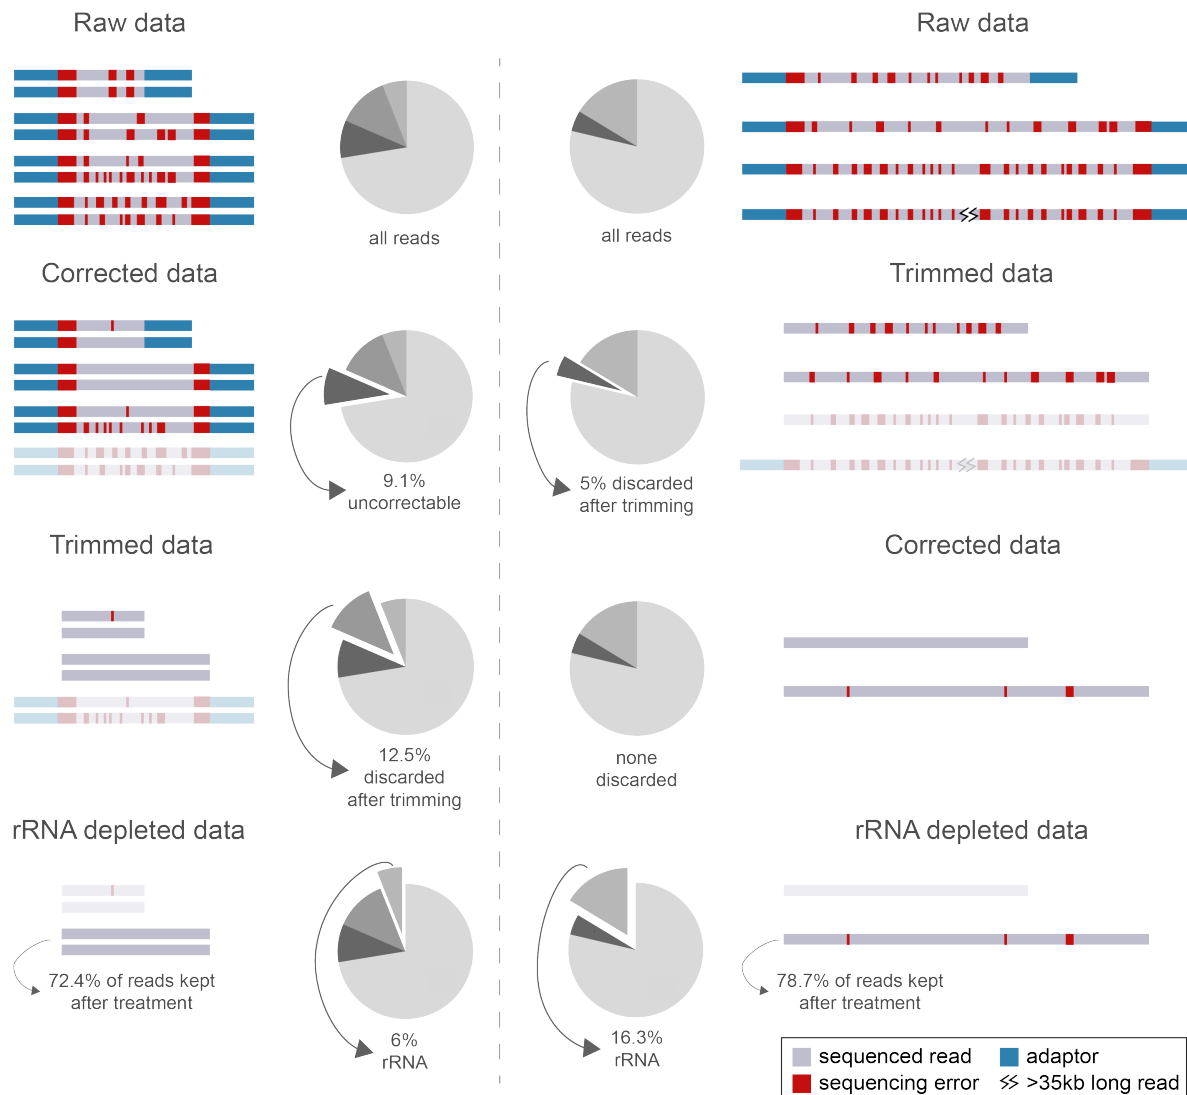 Raw data
Raw data
all reads
all reads
Corrected data
Trimmed data
9.1%
uncorrectable
5% discarded
after trimming
Trimmed data
Corrected data
12.5%
discarded
after trimming
none
discarded
rRNA depleted data
rRNA depleted data
72.4% of reads kept
after treatment
6%
rRNA
16.3%
rRNA
78.7% of reads kept
after treatment
sequenced read
adaptor
sequencing error
>35kb long read